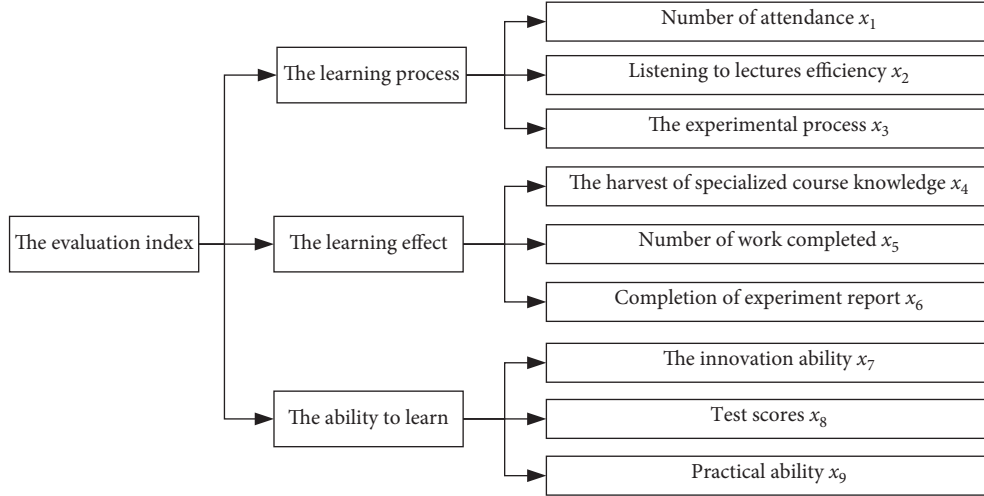 The evaluation index
The learning process
Number of attendance x₁
Listening to lectures efficiency x₂
The experimental process x₃
The learning effect
The harvest of specialized course knowledge x₄
Number of work completed x₅
Completion of experiment report x₆
The ability to learn
The innovation ability x₇
Test scores x₈
Practical ability x₉